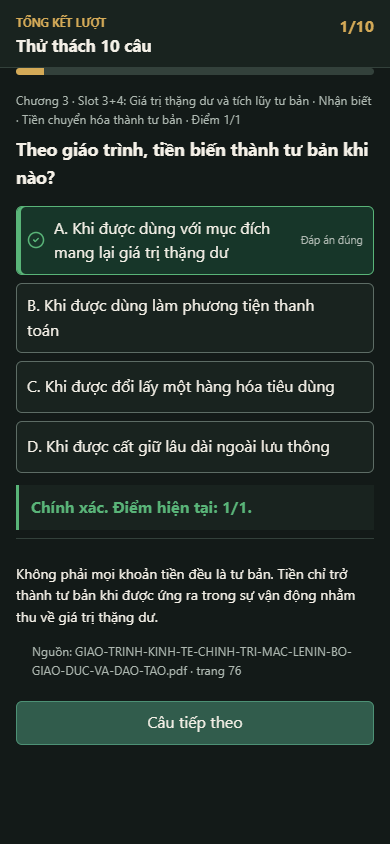 TỔNG KẾT LƯỢT
1/10
Thử thách 10 câu
Chương 3 · Slot 3+4: Giá trị thặng dư và tích lũy tư bản · Nhận biết
· Tiền chuyển hóa thành tư bản · Điểm 1/1
Theo giáo trình, tiền biến thành tư bản khi
nào?
A. Khi được dùng với mục đích
mang lại giá trị thặng dư
Đáp án đúng
B. Khi được dùng làm phương tiện thanh
toán
C. Khi được đổi lấy một hàng hóa tiêu dùng
D. Khi được cất giữ lâu dài ngoài lưu thông
Chính xác. Điểm hiện tại: 1/1.
Không phải mọi khoản tiền đều là tư bản. Tiền chỉ trở
thành tư bản khi được ứng ra trong sự vận động nhằm
thu về giá trị thặng dư.
Nguồn: GIAO-TRINH-KINH-TE-CHINH-TRI-MAC-LENIN-BO-
GIAO-DUC-VA-DAO-TAO.pdf · trang 76
Câu tiếp theo